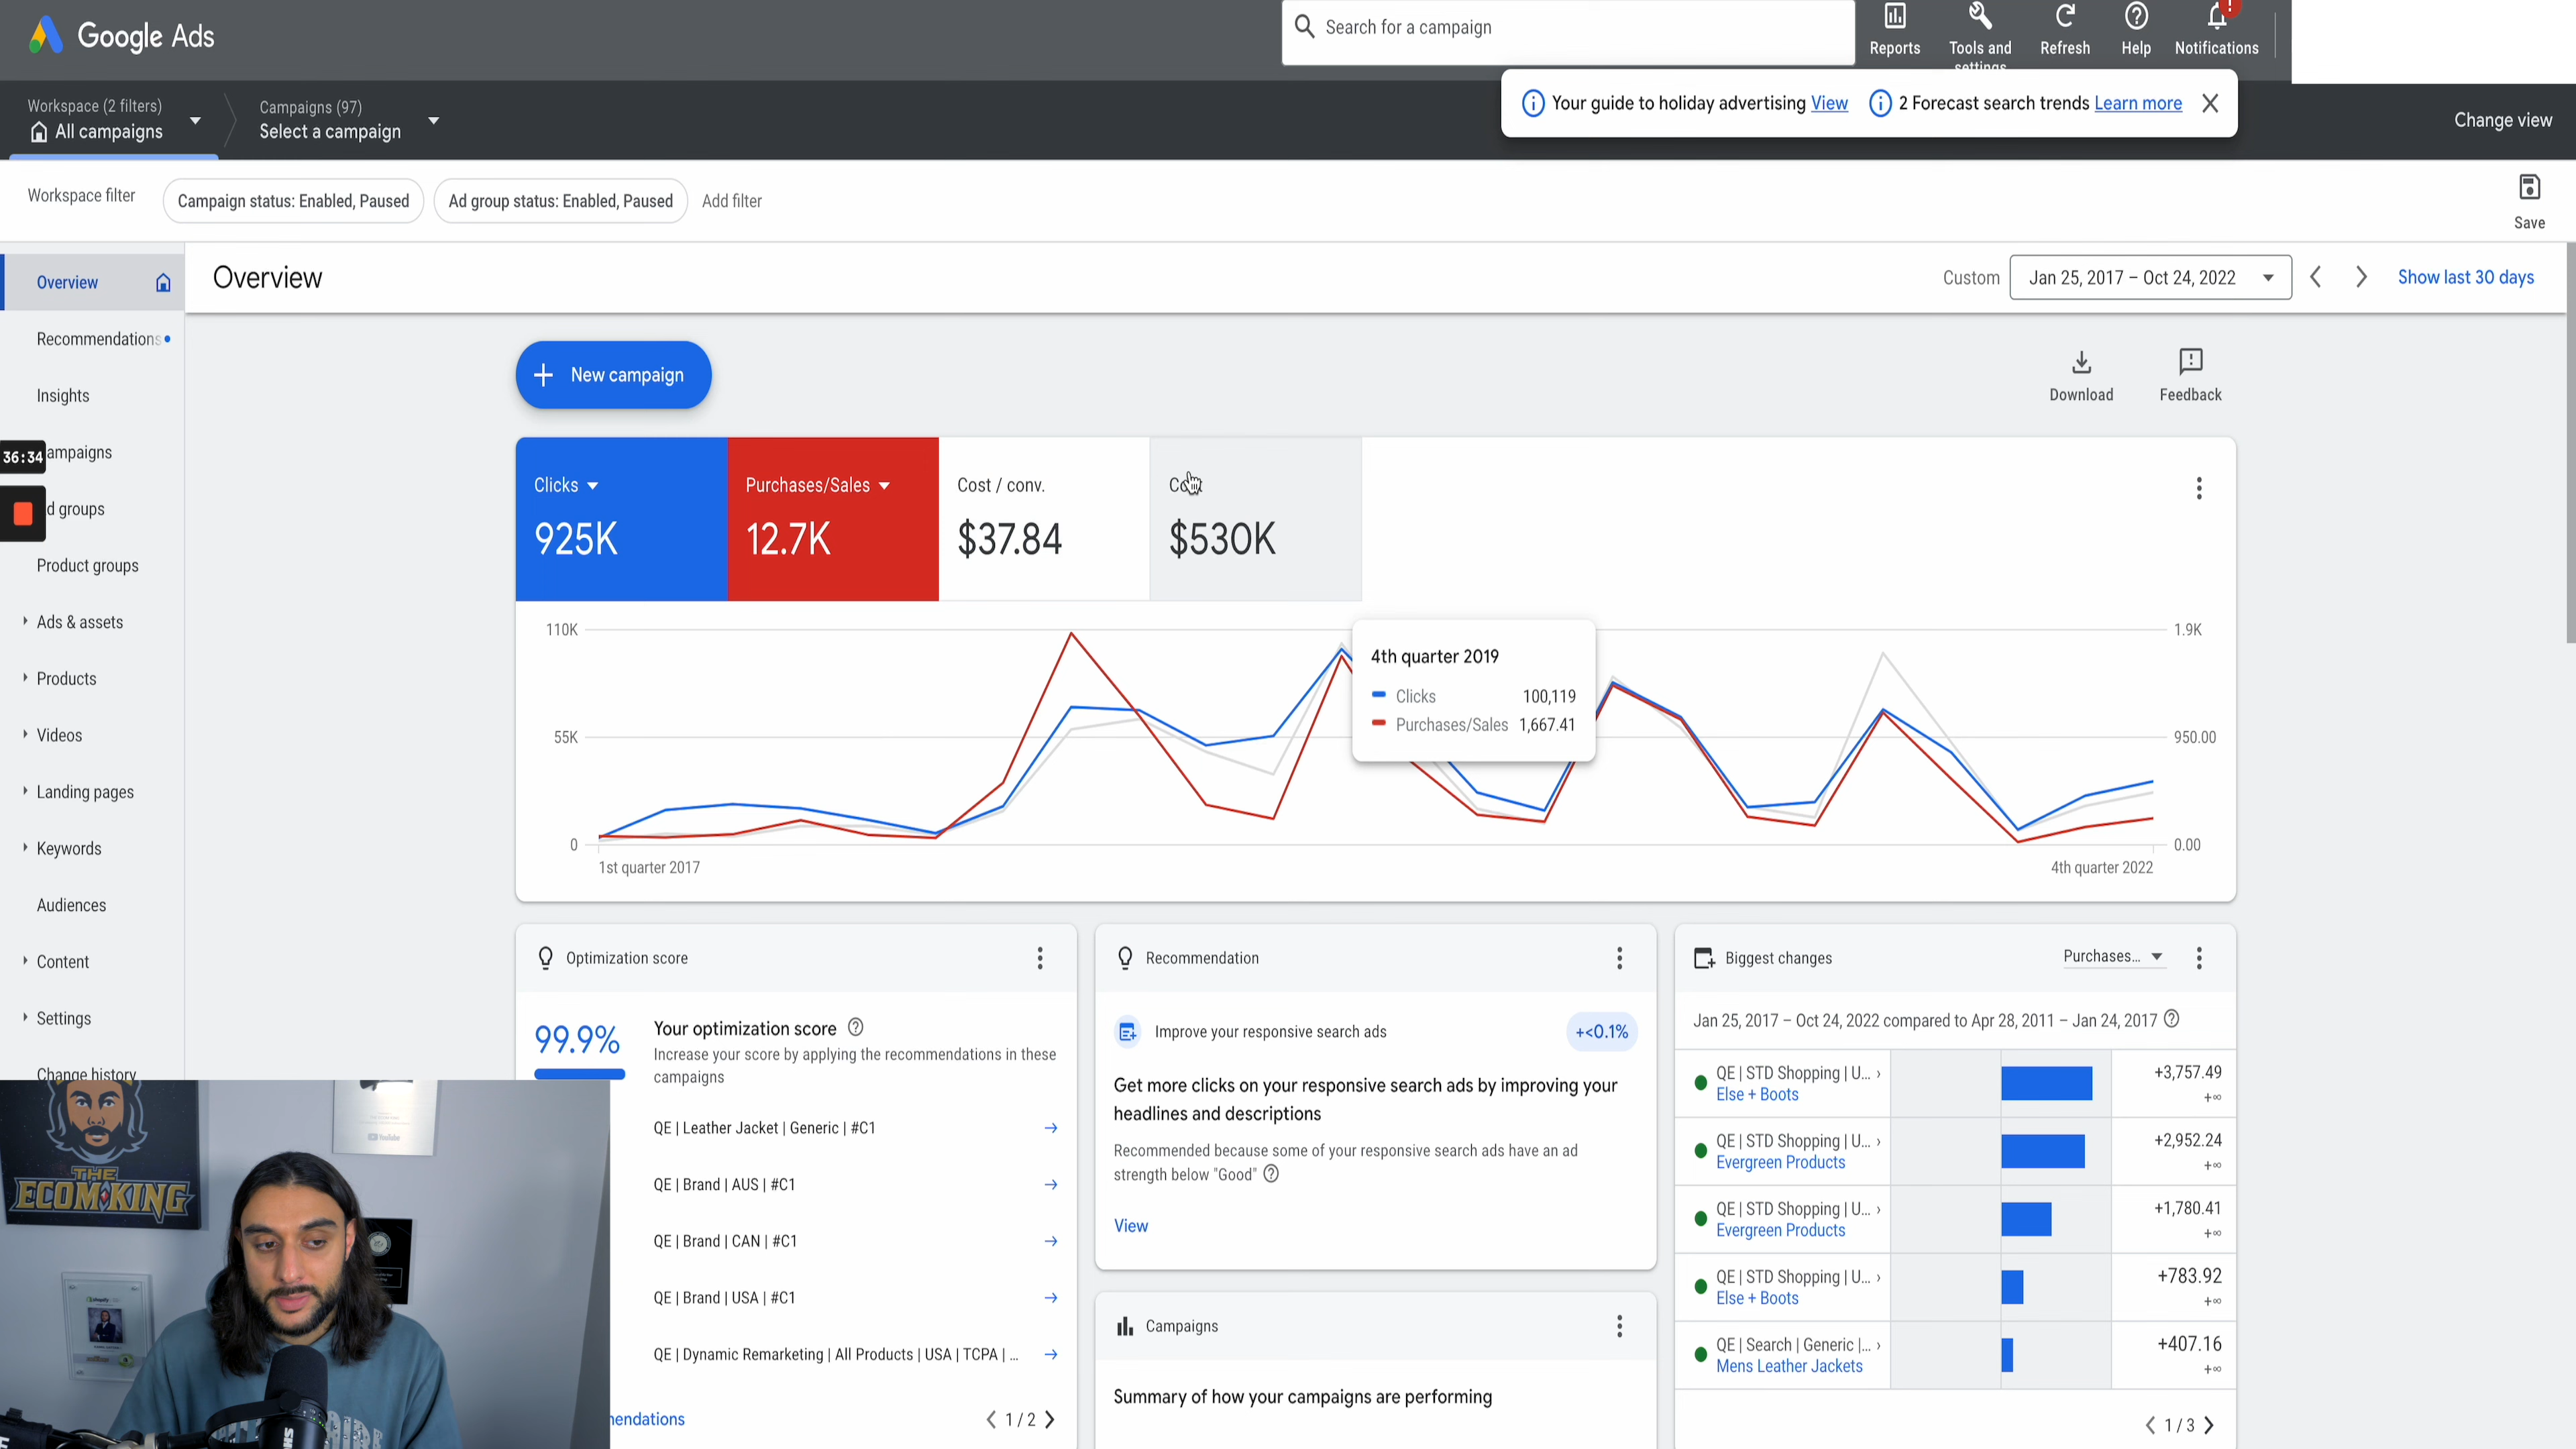 Google Ads
Search for a campaign
Reports
Tools and settings
Refresh
Help
!
Notifications
Your guide to holiday advertising View
2 Forecast search trends Learn more
Workspace (2 filters)
All campaigns
Campaigns (97)
Select a campaign
Change view
Workspace filter
Campaign status: Enabled, Paused
Ad group status: Enabled, Paused
Add filter
Save
Overview
Recommendations
Insights
ampaigns
d groups
Product groups
Ads & assets
Products
Videos
Landing pages
Keywords
Audiences
Content
Settings
Change history
36:34
Overview
Custom
Jan 25, 2017 – Oct 24, 2022
Show last 30 days
New campaign
Download
Feedback
Clicks
925K
Purchases/Sales
12.7K
Cost / conv.
$37.84
Cost
$530K
110K
55K
0
1.9K
950.00
0.00
1st quarter 2017
4th quarter 2022
4th quarter 2019
Clicks 100,119
Purchases/Sales 1,667.41
Optimization score
99.9%
Your optimization score
Increase your score by applying the recommendations in these
campaigns
QE | Leather Jacket | Generic | #C1
QE | Brand | AUS | #C1
QE | Brand | CAN | #C1
QE | Brand | USA | #C1
QE | Dynamic Remarketing | All Products | USA | TCPA | ...
endations
1 / 2
Recommendation
Improve your responsive search ads
+<0.1%
Get more clicks on your responsive search ads by improving your
headlines and descriptions
Recommended because some of your responsive search ads have an ad
strength below "Good"
View
Campaigns
Summary of how your campaigns are performing
Biggest changes
Purchases...
Jan 25, 2017 – Oct 24, 2022 compared to Apr 28, 2011 – Jan 24, 2017
QE | STD Shopping | U... ›
Else + Boots
+3,757.49
+∞
QE | STD Shopping | U... ›
Evergreen Products
+2,952.24
+∞
QE | STD Shopping | U... ›
Evergreen Products
+1,780.41
+∞
QE | STD Shopping | U... ›
Else + Boots
+783.92
+∞
QE | Search | Generic |... ›
Mens Leather Jackets
+407.16
+∞
1 / 3
THE
ECOM KING
YouTube
shopify